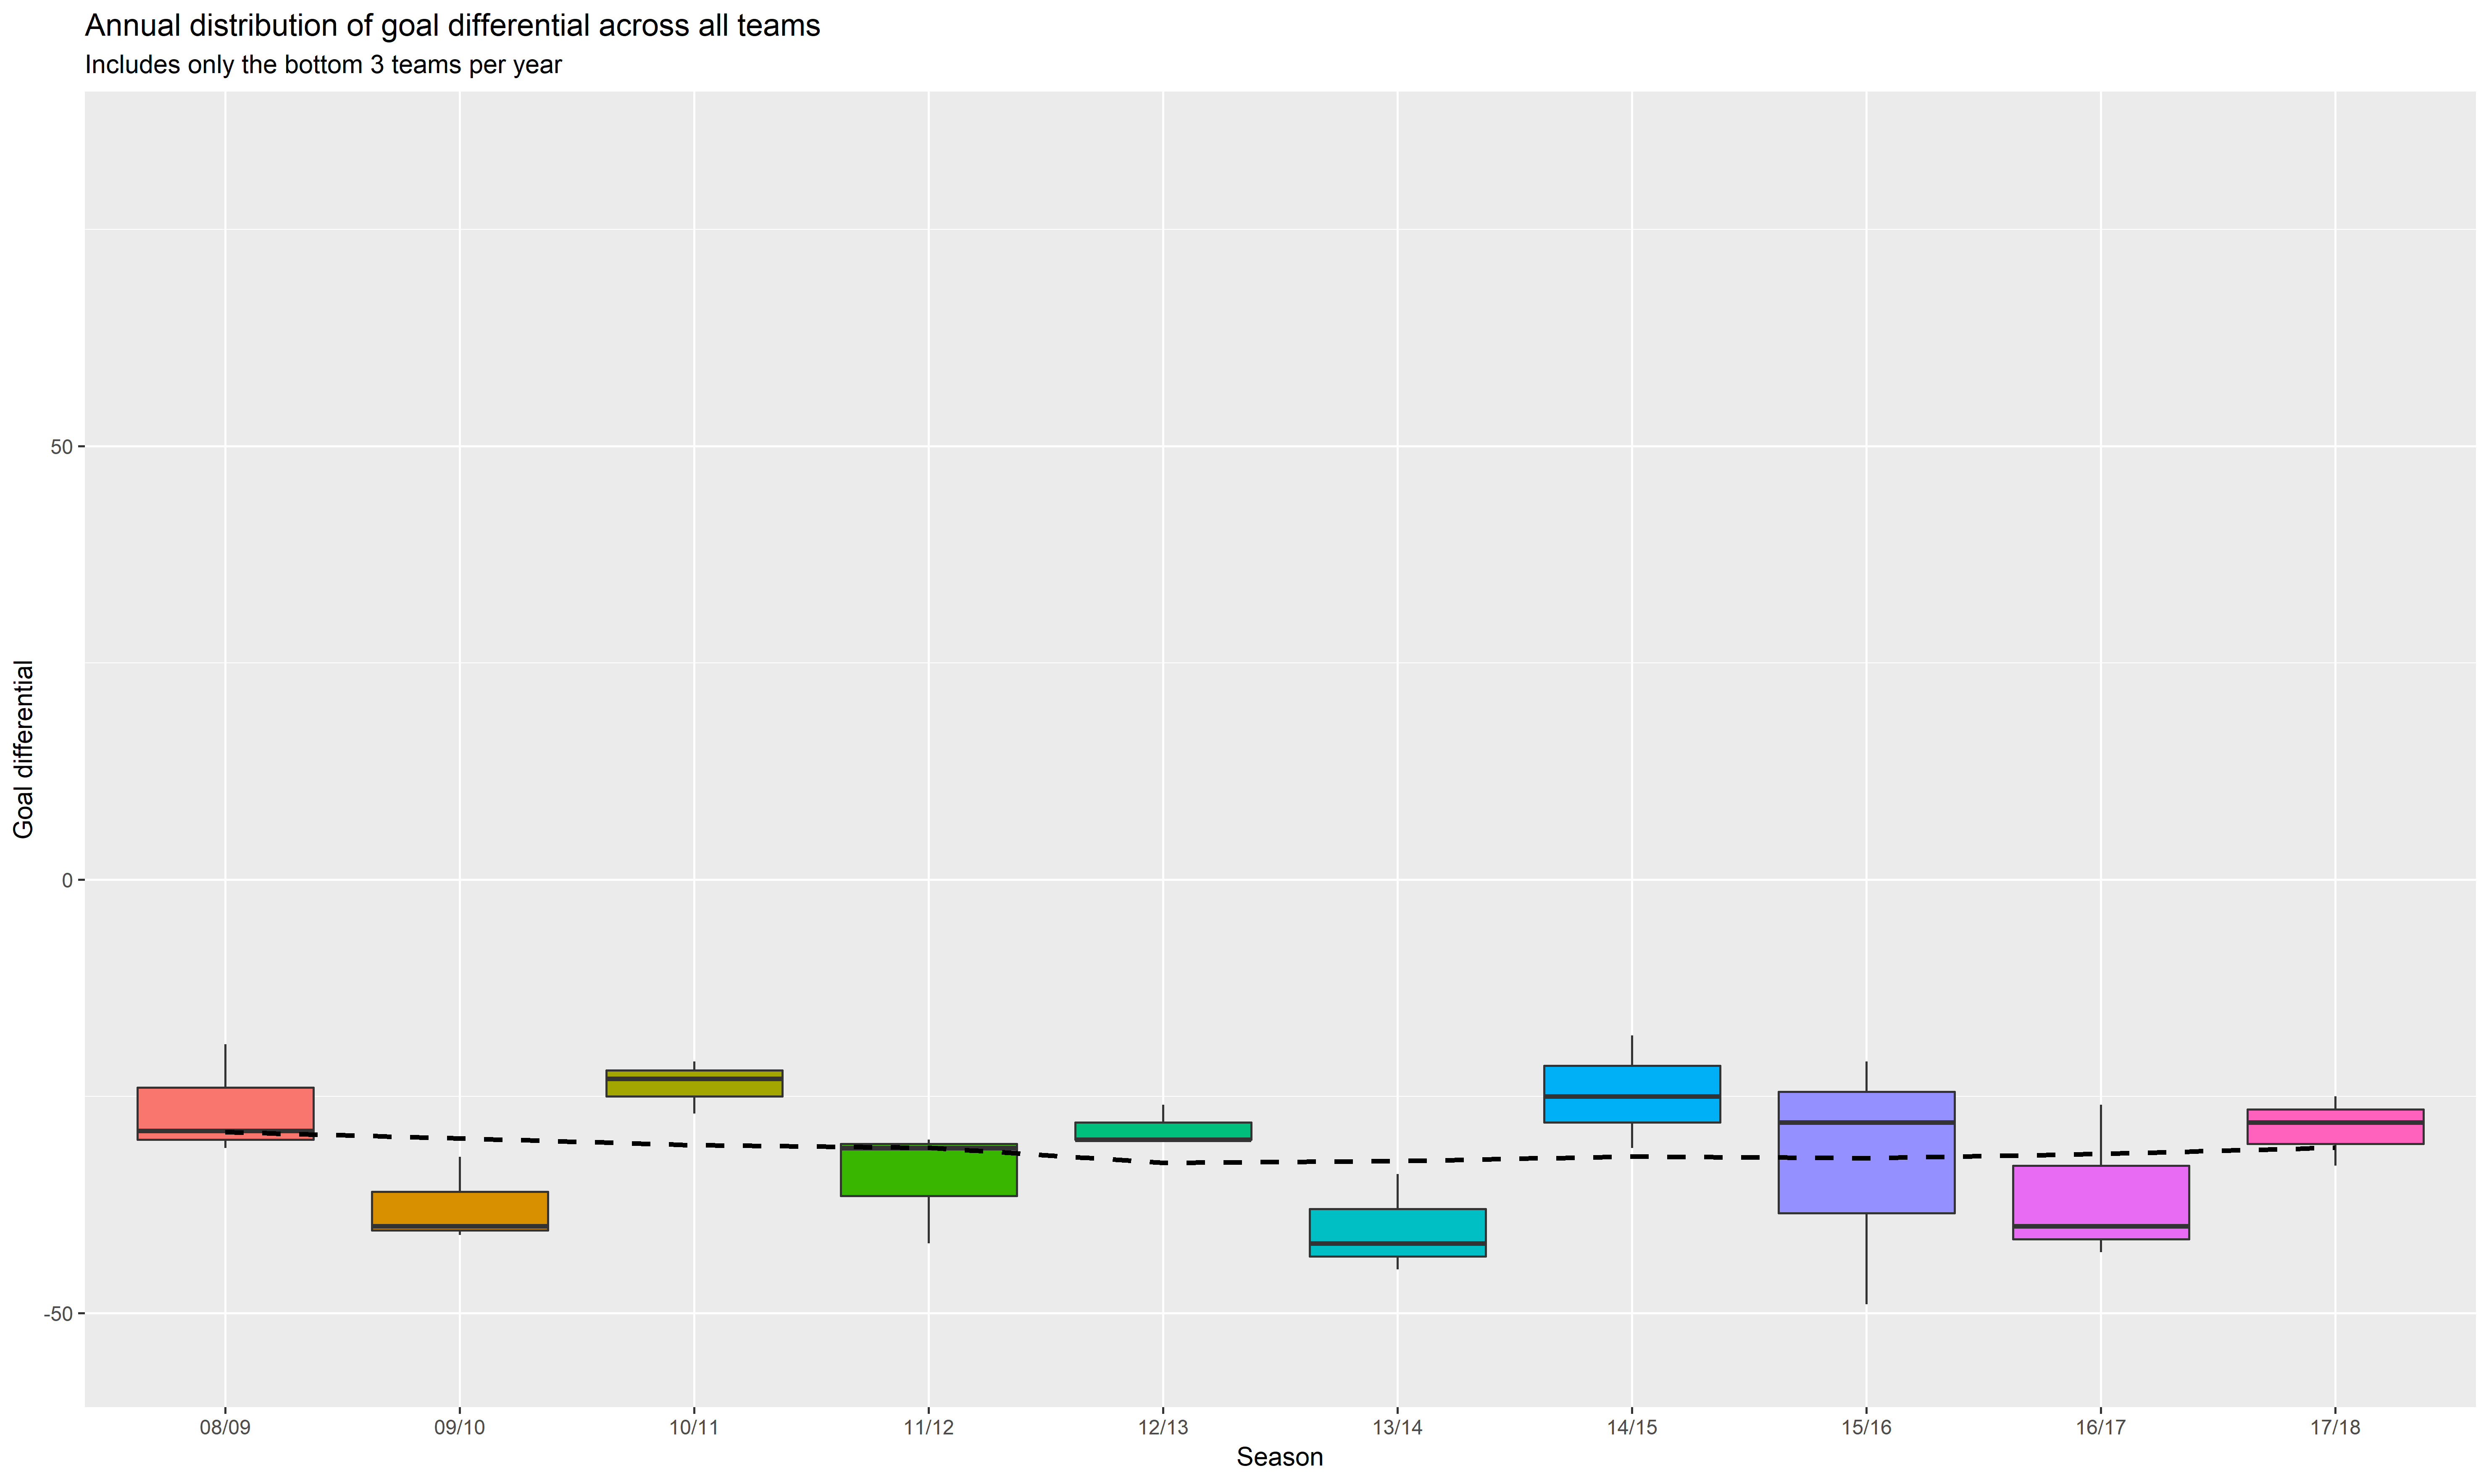 Annual distribution of goal differential across all teams
Includes only the bottom 3 teams per year
Goal differential
50
0
-50
08/09 09/10 10/11 11/12 12/13 13/14 14/15 15/16 16/17 17/18
Season